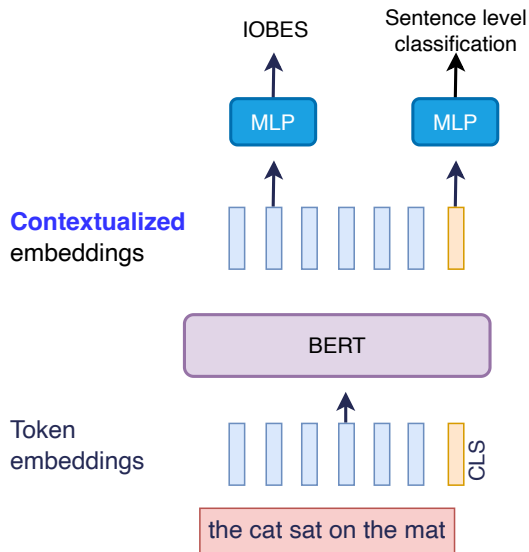 IOBES
Sentence level
classification
MLP
MLP
Contextualized
embeddings
BERT
Token
embeddings
CLS
the cat sat on the mat